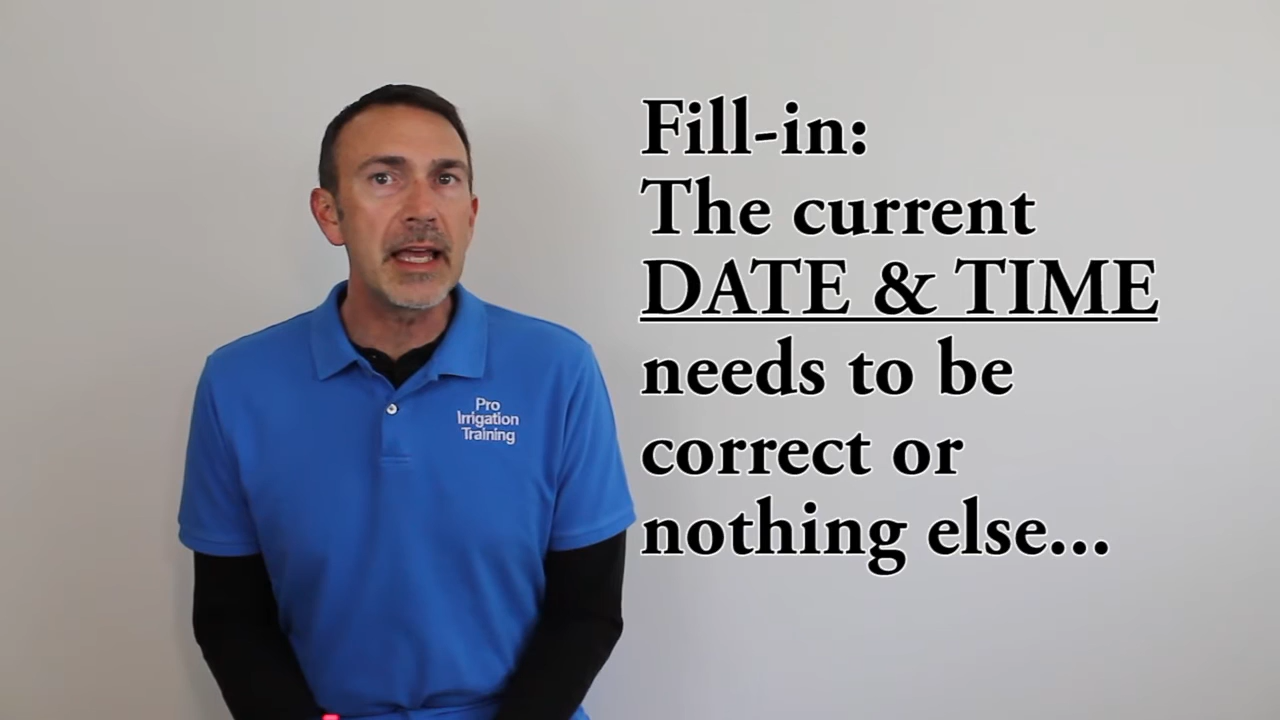 Fill-in:
The current
DATE & TIME
needs to be
correct or
nothing else...
Pro
Irrigation
Training